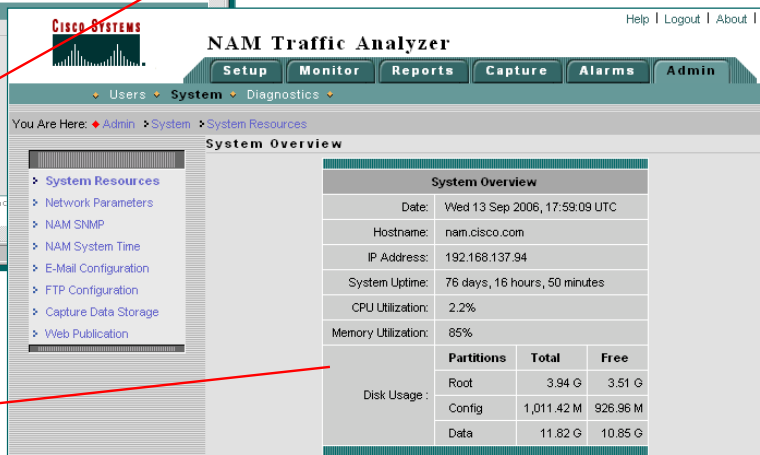 Help | Logout | About |
CISCO SYSTEMS
NAM Traffic Analyzer
Setup Monitor Reports Capture Alarms Admin
Users System Diagnostics
You Are Here: Admin System System Resources
System Overview
System Resources
Network Parameters
NAM SNMP
NAM System Time
E-Mail Configuration
FTP Configuration
Capture Data Storage
Web Publication
System Overview
Date: Wed 13 Sep 2006, 17:59:09 UTC
Hostname: nam.cisco.com
IP Address: 192.168.137.94
System Uptime: 76 days, 16 hours, 50 minutes
CPU Utilization: 2.2%
Memory Utilization: 85%
Disk Usage :
Partitions Total Free
Root 3.94 G 3.51 G
Config 1,011.42 M 926.96 M
Data 11.82 G 10.85 G